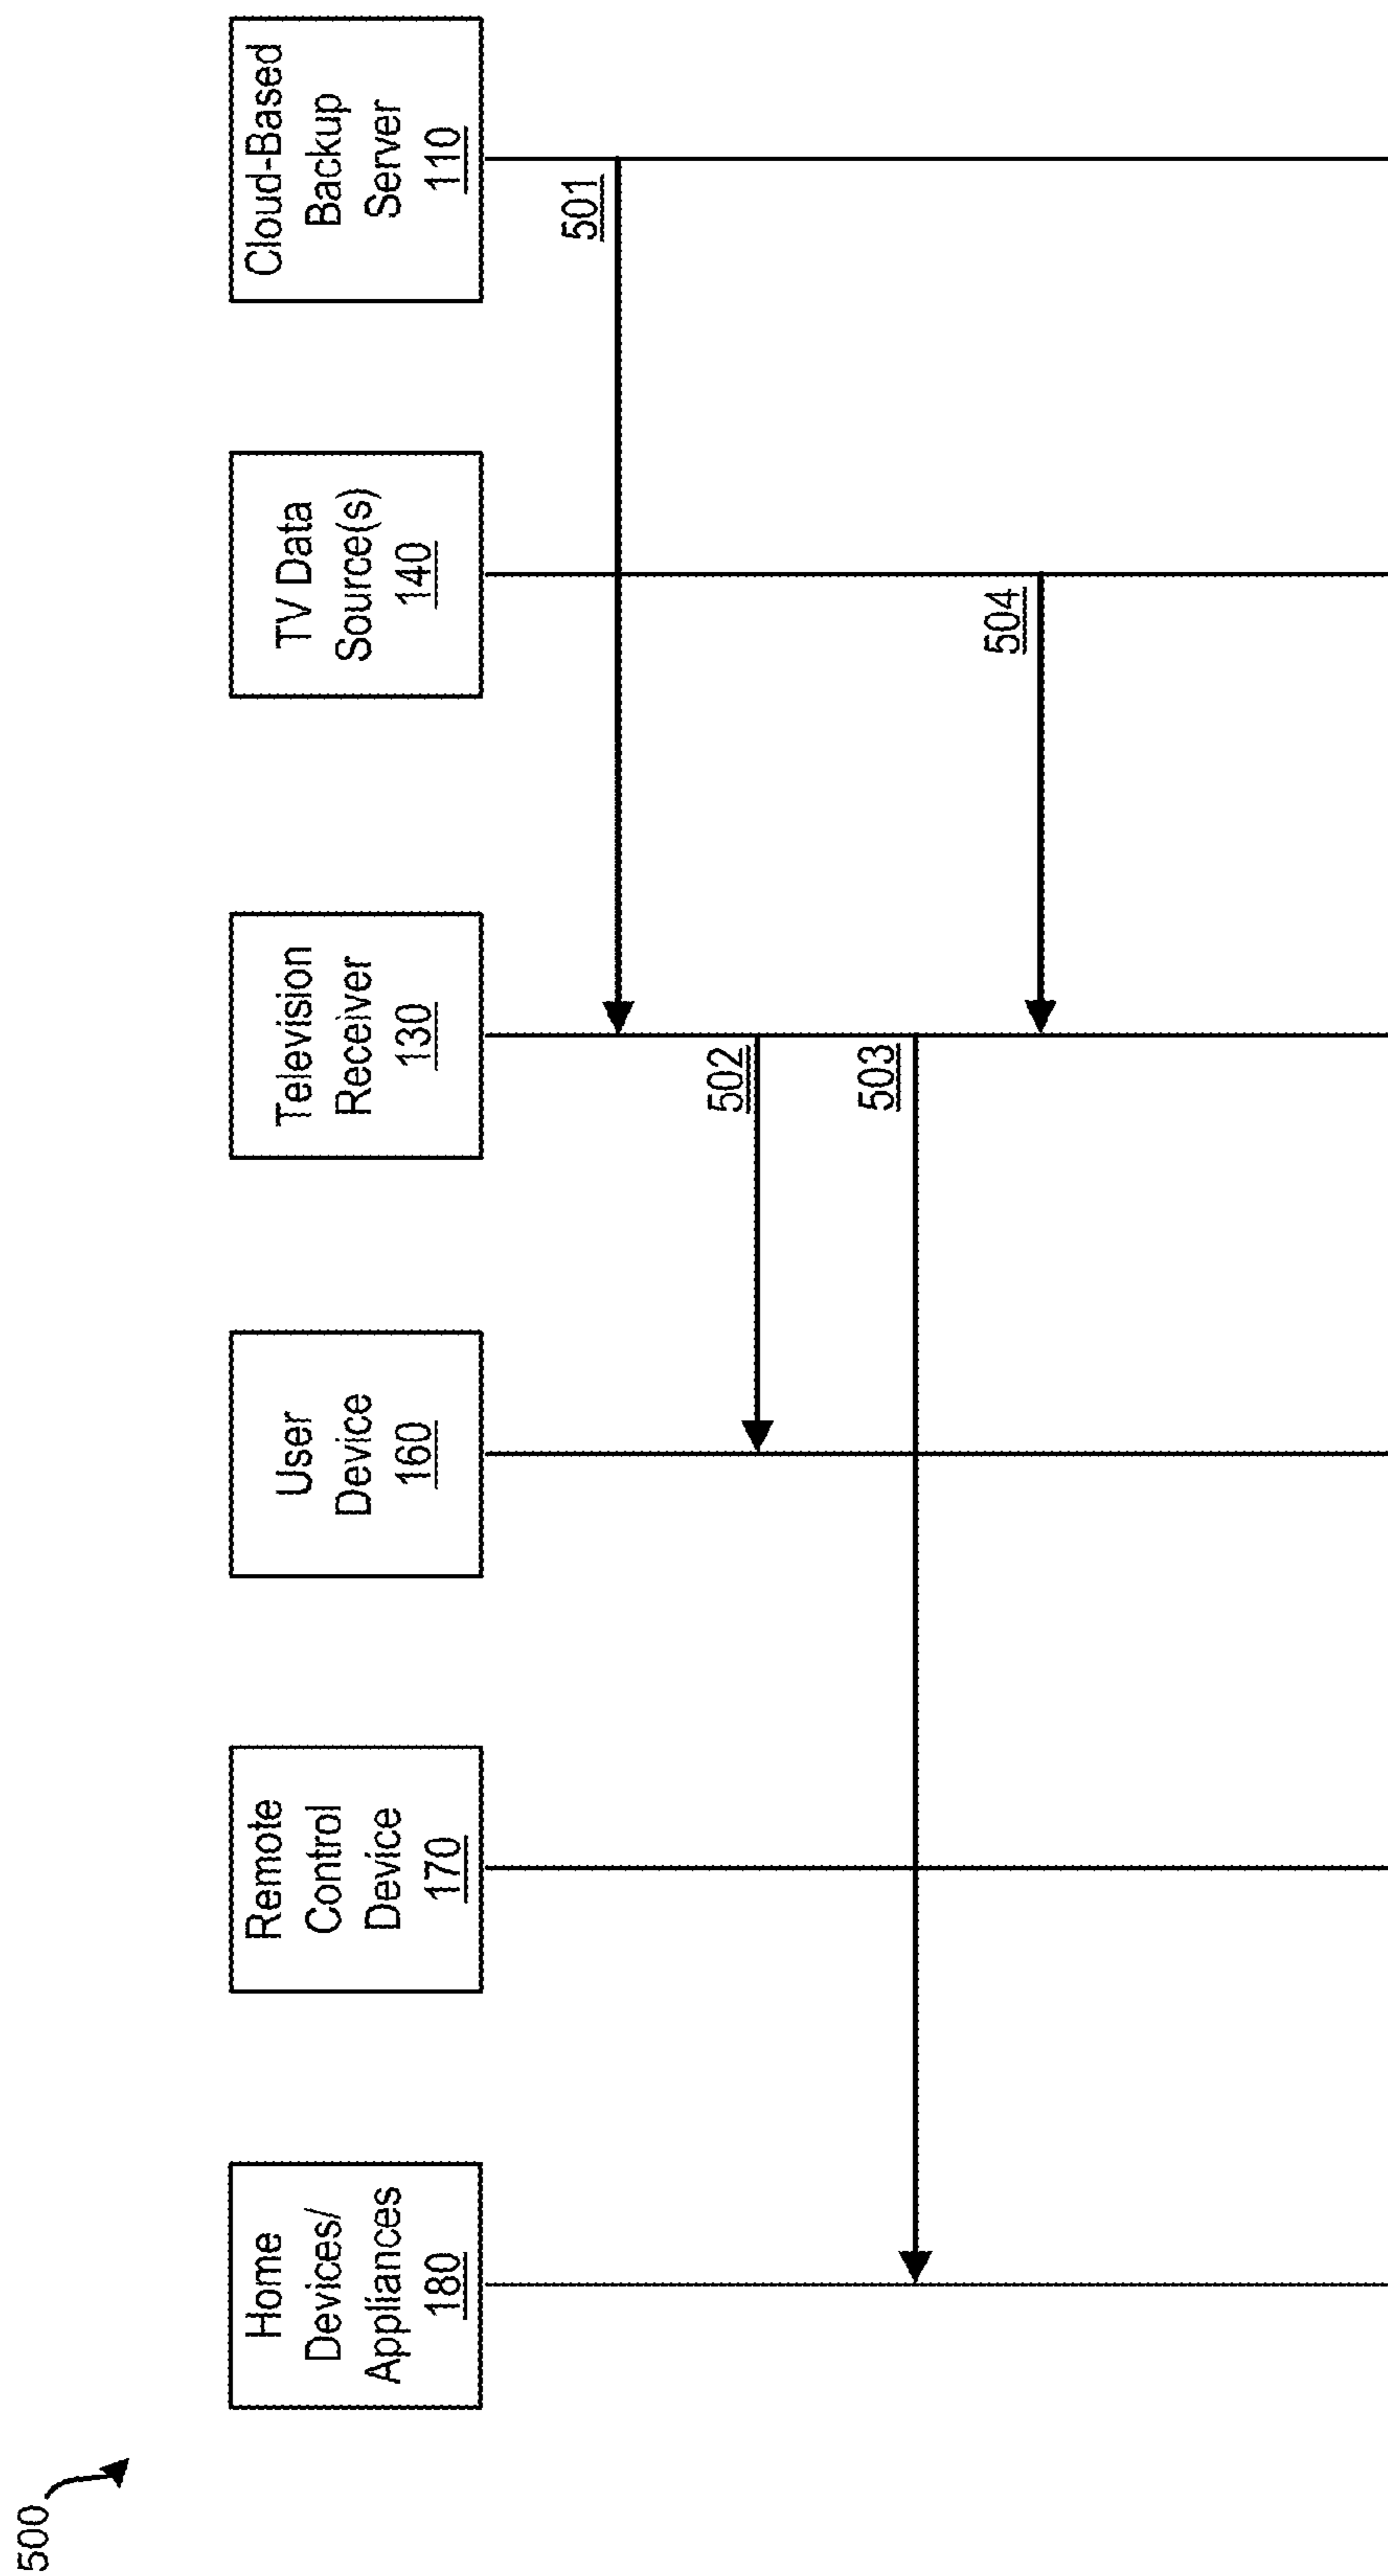 500
Home
Devices/
Appliances
180
Remote
Control
Device
170
User
Device
160
Television
Receiver
130
TV Data
Source(s)
140
Cloud-Based
Backup
Server
110
501
502
503
504